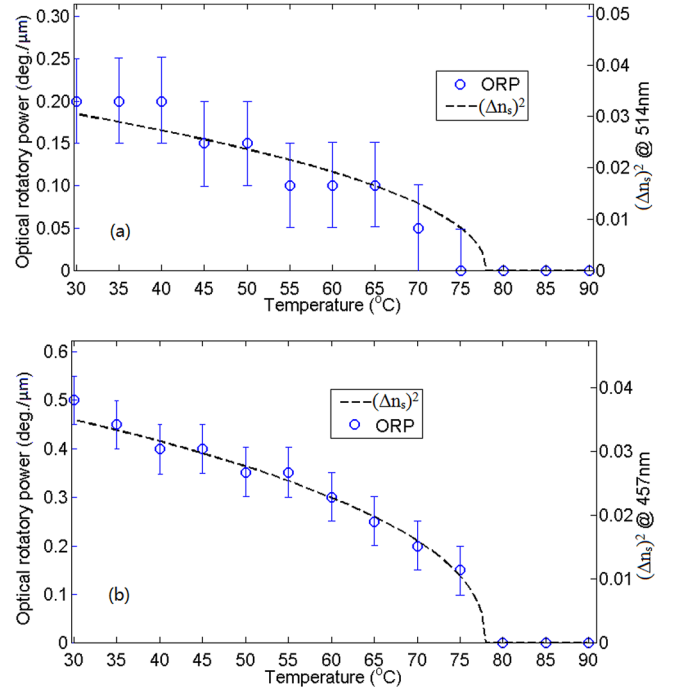 0.30
0.25
0.20
0.15
0.10
0.05
0
Optical rotatory power (deg./μm)
0.05
0.04
0.03
0.02
0.01
0
(Δnₛ)² @ 514nm
ORP
(Δnₛ)²
(a)
30 35 40 45 50 55 60 65 70 75 80 85 90
Temperature (°C)
0.6
0.5
0.4
0.3
0.2
0.1
0
Optical rotatory power (deg./μm)
0.04
0.03
0.02
0.01
0
(Δnₛ)² @ 457nm
(Δnₛ)²
ORP
(b)
30 35 40 45 50 55 60 65 70 75 80 85 90
Temperature (°C)